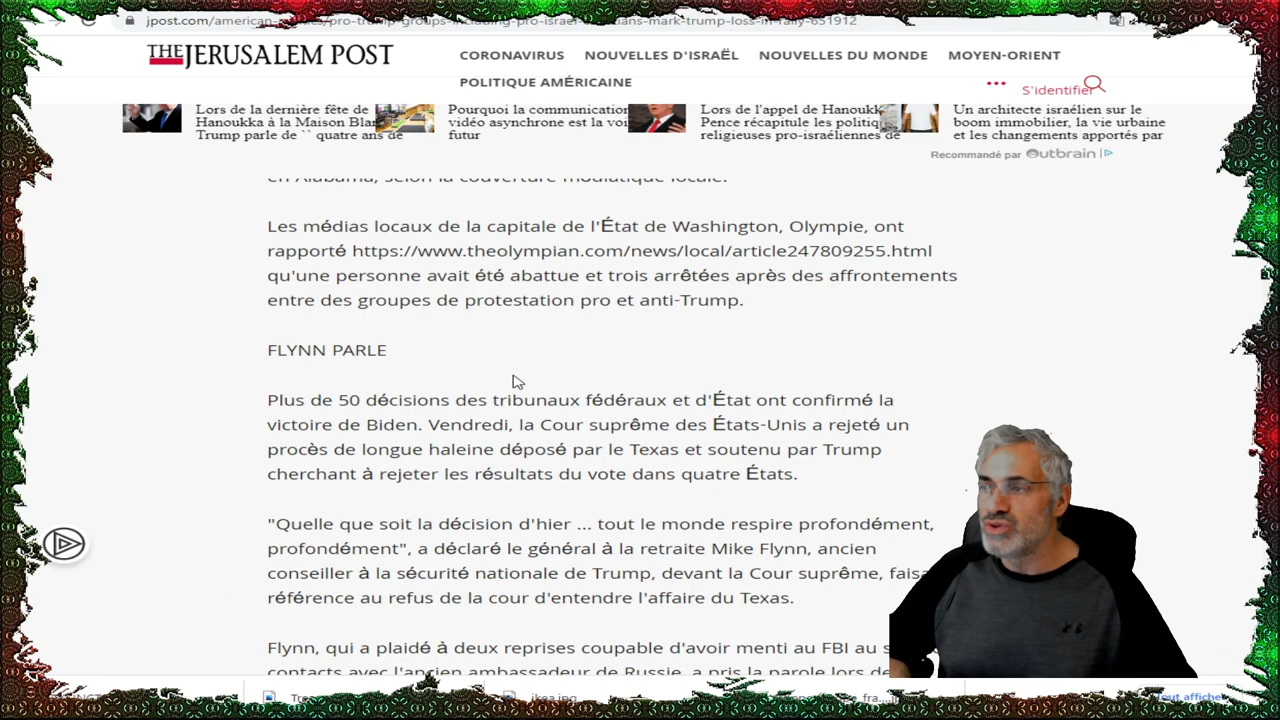 jpost.com/american-politics/pro-trump-groups-including-pro-israel-christians-mark-trump-loss-in-rally-651912
THE JERUSALEM POST
CORONAVIRUS NOUVELLES D'ISRAËL NOUVELLES DU MONDE MOYEN-ORIENT
POLITIQUE AMÉRICAINE
S'identifier
Lors de la dernière fête de
Hanoukka à la Maison Blan
Trump parle de `` quatre ans de
Pourquoi la communication
vidéo asynchrone est la voi
futur
Lors de l'appel de Hanoukk
Pence récapitule les politiqu
religieuses pro-israéliennes de
Un architecte israélien sur le
boom immobilier, la vie urbaine
et les changements apportés par
Recommandé par Outbrain
en Alabama, selon la couverture médiatique locale.
Les médias locaux de la capitale de l'État de Washington, Olympie, ont
rapporté https://www.theolympian.com/news/local/article247809255.html
qu'une personne avait été abattue et trois arrêtées après des affrontements
entre des groupes de protestation pro et anti-Trump.
FLYNN PARLE
Plus de 50 décisions des tribunaux fédéraux et d'État ont confirmé la
victoire de Biden. Vendredi, la Cour suprême des États-Unis a rejeté un
procès de longue haleine déposé par le Texas et soutenu par Trump
cherchant à rejeter les résultats du vote dans quatre États.
"Quelle que soit la décision d'hier ... tout le monde respire profondément,
profondément", a déclaré le général à la retraite Mike Flynn, ancien
conseiller à la sécurité nationale de Trump, devant la Cour suprême, faisa
référence au refus de la cour d'entendre l'affaire du Texas.
Flynn, qui a plaidé à deux reprises coupable d'avoir menti au FBI au s
contacts avec l'ancien ambassadeur de Russie, a pris la parole lors de
ikea.jpg
fra...
Tout affiche